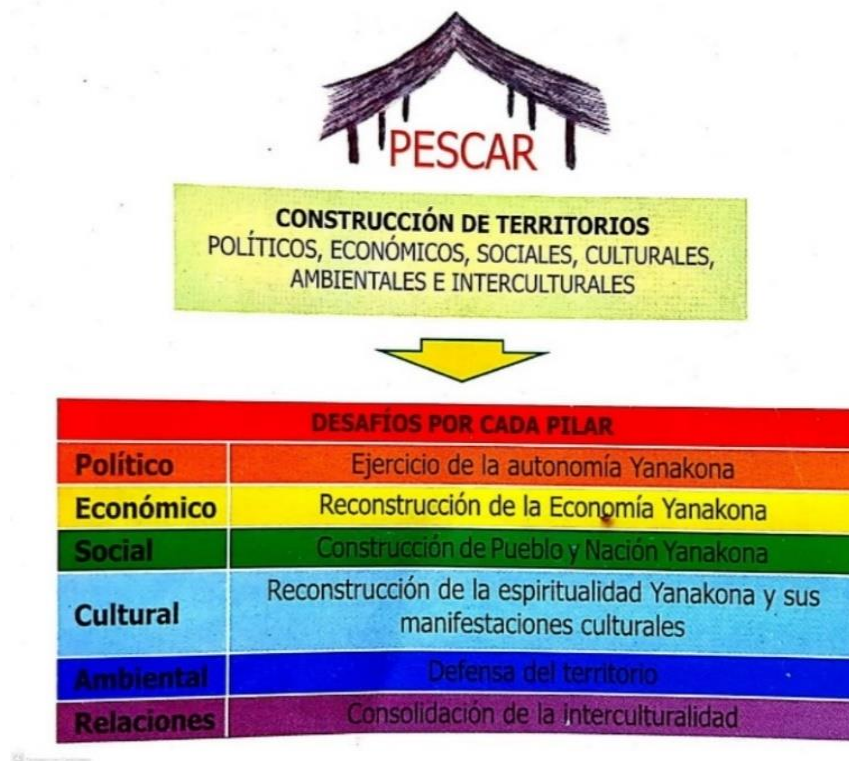 PESCAR
CONSTRUCCIÓN DE TERRITORIOS
POLÍTICOS, ECONÓMICOS, SOCIALES, CULTURALES,
AMBIENTALES E INTERCULTURALES
DESAFÍOS POR CADA PILAR
Político Ejercicio de la autonomía Yanakona
Económico Reconstrucción de la Economía Yanakona
Social Construcción de Pueblo y Nación Yanakona
Cultural Reconstrucción de la espiritualidad Yanakona y sus
manifestaciones culturales
Ambiental Defensa del territorio
Relaciones Consolidación de la interculturalidad